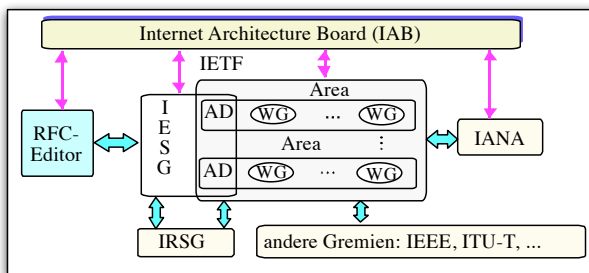 Internet Architecture Board (IAB)
IETF
Area
I E S G
AD WG ... WG
RFC-
Editor
Area
IANA
AD WG ... WG
IRSG
andere Gremien: IEEE, ITU-T, ...